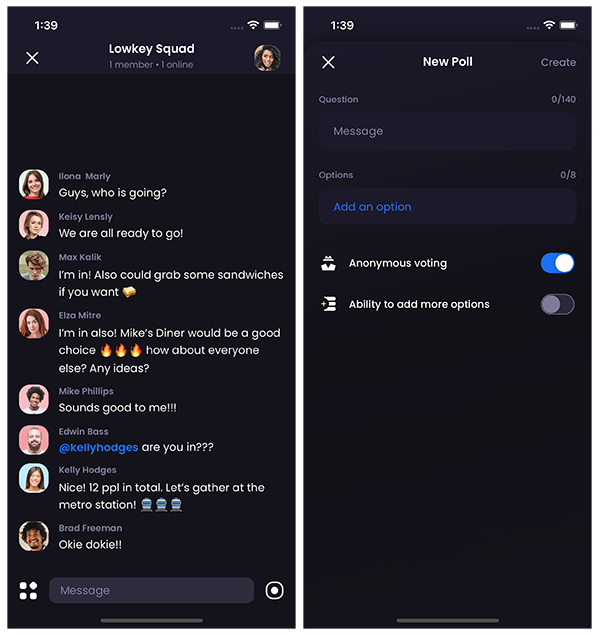 1:39
Lowkey Squad
1 member • 1 online
Ilona Marly
Guys, who is going?
Keisy Lensly
We are all ready to go!
Max Kalik
I'm in! Also could grab some sandwiches
if you want 🥪
Elza Mitre
I'm in also! Mike's Diner would be a good
choice 🔥🔥🔥 how about everyone
else? Any ideas?
Mike Phillips
Sounds good to me!!!
Edwin Bass
@kellyhodges are you in???
Kelly Hodges
Nice! 12 ppl in total. Let's gather at the
metro station! 🚊🚊🚊
Brad Freeman
Okie dokie!!
Message
1:39
New Poll
Create
Question
0/140
Message
Options
0/8
Add an option
Anonymous voting
Ability to add more options